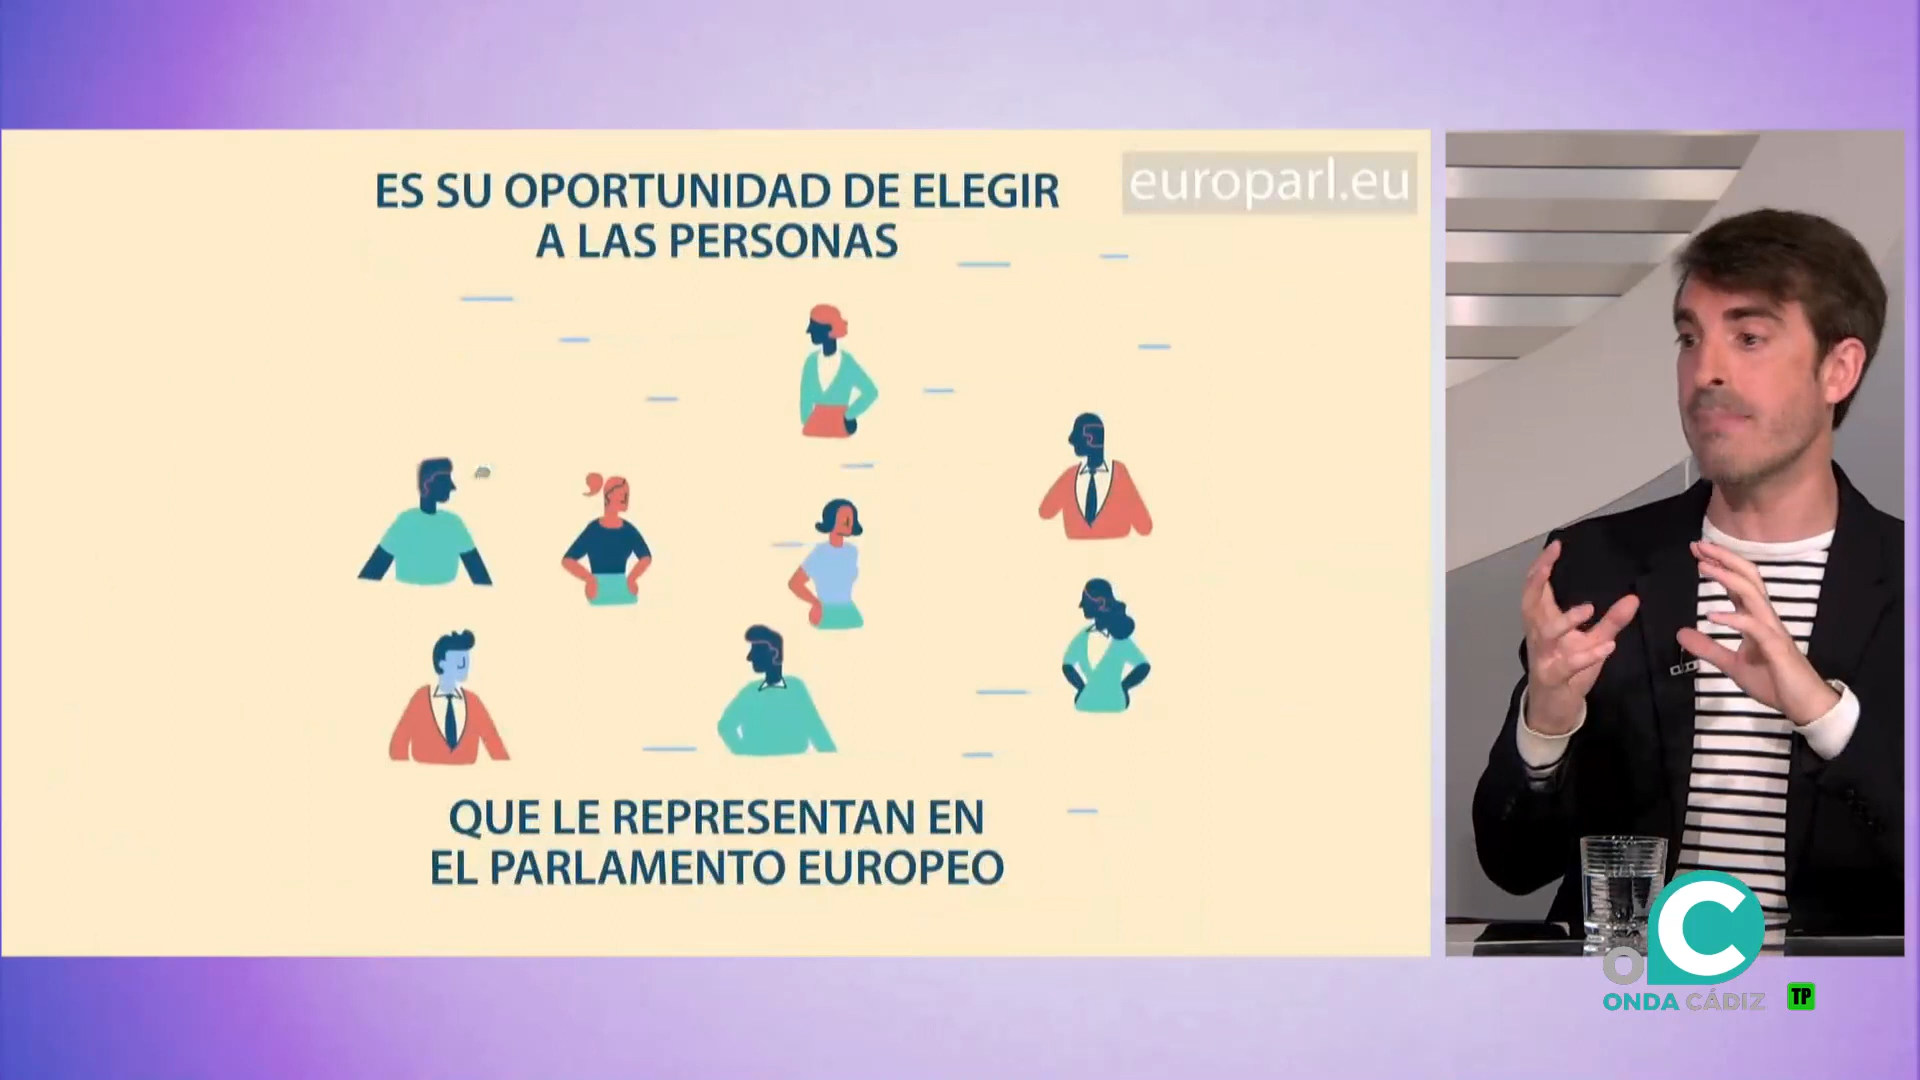 ES SU OPORTUNIDAD DE ELEGIR
A LAS PERSONAS
europarl.eu
QUE LE REPRESENTAN EN
EL PARLAMENTO EUROPEO
C
ONDA CÁDIZ
TP